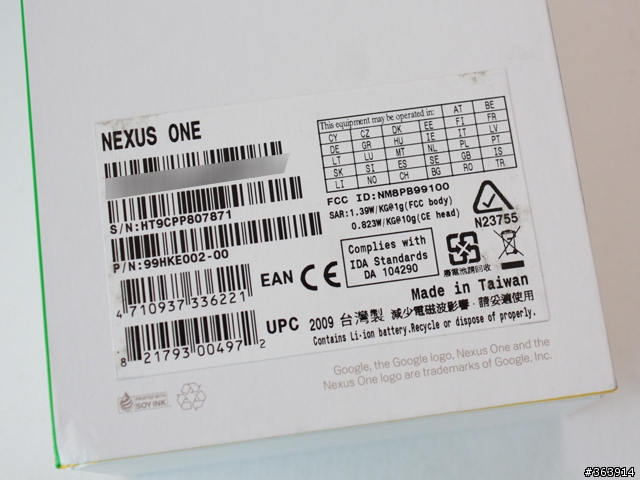 NEXUS ONE
S/N:HT9CPP807871
P/N:99HKE002-00
4 710937 336221
EAN
8 21793 00497 2
UPC
This equipment may be operated in:
AT BE
CY CZ DK EE FI FR
DE GR HU IE IT LV
LT LU MT NL PL PT
SK SI ES SE GB IS
LI NO CH BG RO TR
FCC ID:NM8PB99100
SAR:1.39W/KG@1g(FCC body)
0.823W/KG@10g(CE head)
N23755
CE
Complies with
IDA Standards
DA 104290
廢電池請回收
Made in Taiwan
2009 台灣製 減少電磁波影響,請妥適使用
Contains Li-ion battery.Recycle or dispose of properly.
Google, the Google logo, Nexus One and the
Nexus One logo are trademarks of Google, Inc.
PRINTED WITH
SOY INK
#363914